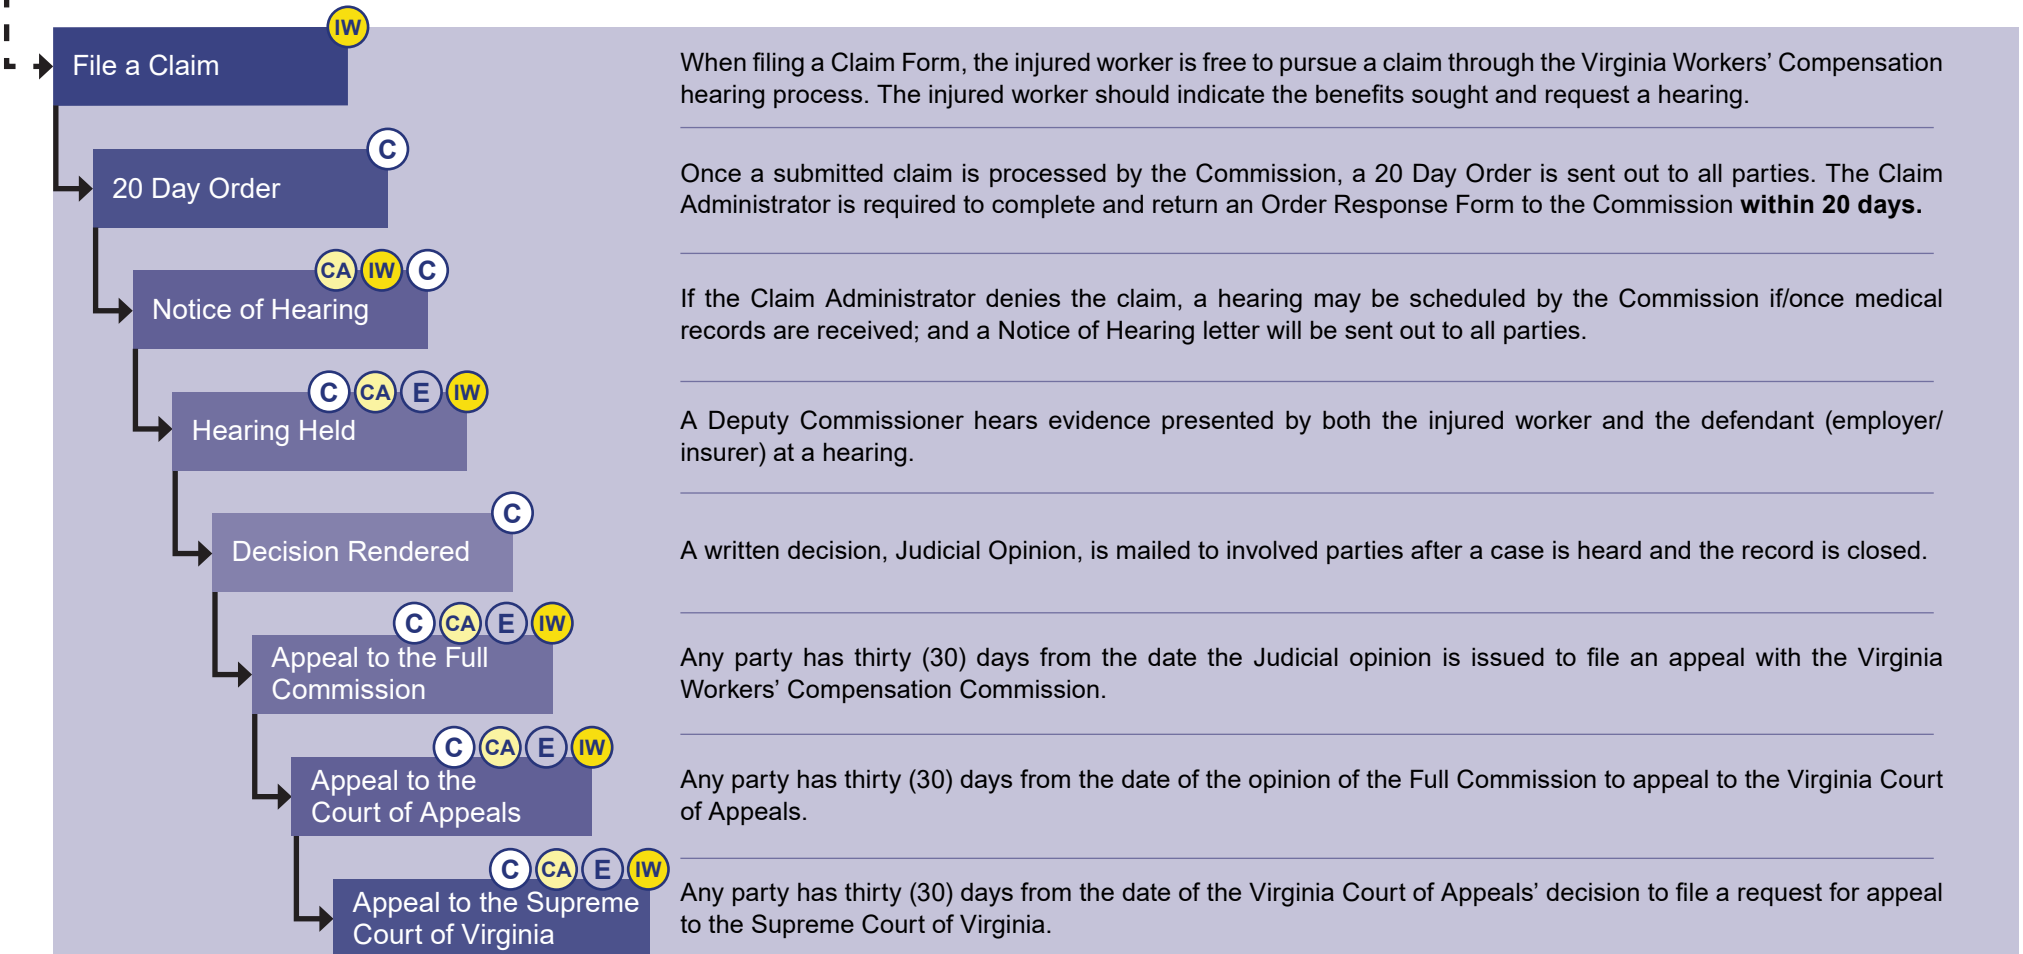 IW
File a Claim
When filing a Claim Form, the injured worker is free to pursue a claim through the Virginia Workers’ Compensation
hearing process. The injured worker should indicate the benefits sought and request a hearing.
C
20 Day Order
Once a submitted claim is processed by the Commission, a 20 Day Order is sent out to all parties. The Claim
Administrator is required to complete and return an Order Response Form to the Commission within 20 days.
CA IW C
Notice of Hearing
If the Claim Administrator denies the claim, a hearing may be scheduled by the Commission if/once medical
records are received; and a Notice of Hearing letter will be sent out to all parties.
C CA E IW
Hearing Held
A Deputy Commissioner hears evidence presented by both the injured worker and the defendant (employer/
insurer) at a hearing.
C
Decision Rendered
A written decision, Judicial Opinion, is mailed to involved parties after a case is heard and the record is closed.
C CA E IW
Appeal to the Full
Commission
Any party has thirty (30) days from the date the Judicial opinion is issued to file an appeal with the Virginia
Workers’ Compensation Commission.
C CA E IW
Appeal to the
Court of Appeals
Any party has thirty (30) days from the date of the opinion of the Full Commission to appeal to the Virginia Court
of Appeals.
C CA E IW
Appeal to the Supreme
Court of Virginia
Any party has thirty (30) days from the date of the Virginia Court of Appeals’ decision to file a request for appeal
to the Supreme Court of Virginia.